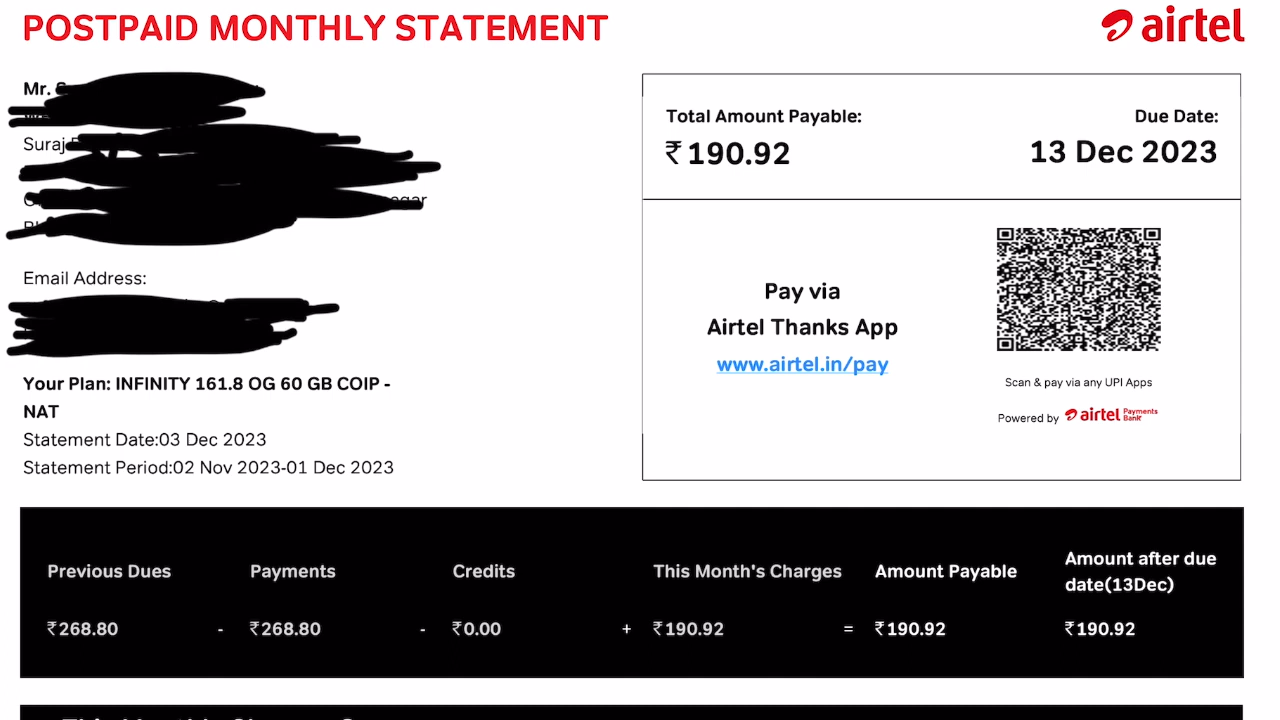 POSTPAID MONTHLY STATEMENT
airtel
Mr.
Suraj
Email Address:
Your Plan: INFINITY 161.8 OG 60 GB COIP -
NAT
Statement Date:03 Dec 2023
Statement Period:02 Nov 2023-01 Dec 2023
Total Amount Payable:
₹190.92
Due Date:
13 Dec 2023
Pay via
Airtel Thanks App
www.airtel.in/pay
Scan & pay via any UPI Apps
Powered by airtel Payments Bank
Previous Dues Payments Credits This Month's Charges Amount Payable Amount after due
date(13Dec)
₹268.80 - ₹268.80 - ₹0.00 + ₹190.92 = ₹190.92 ₹190.92